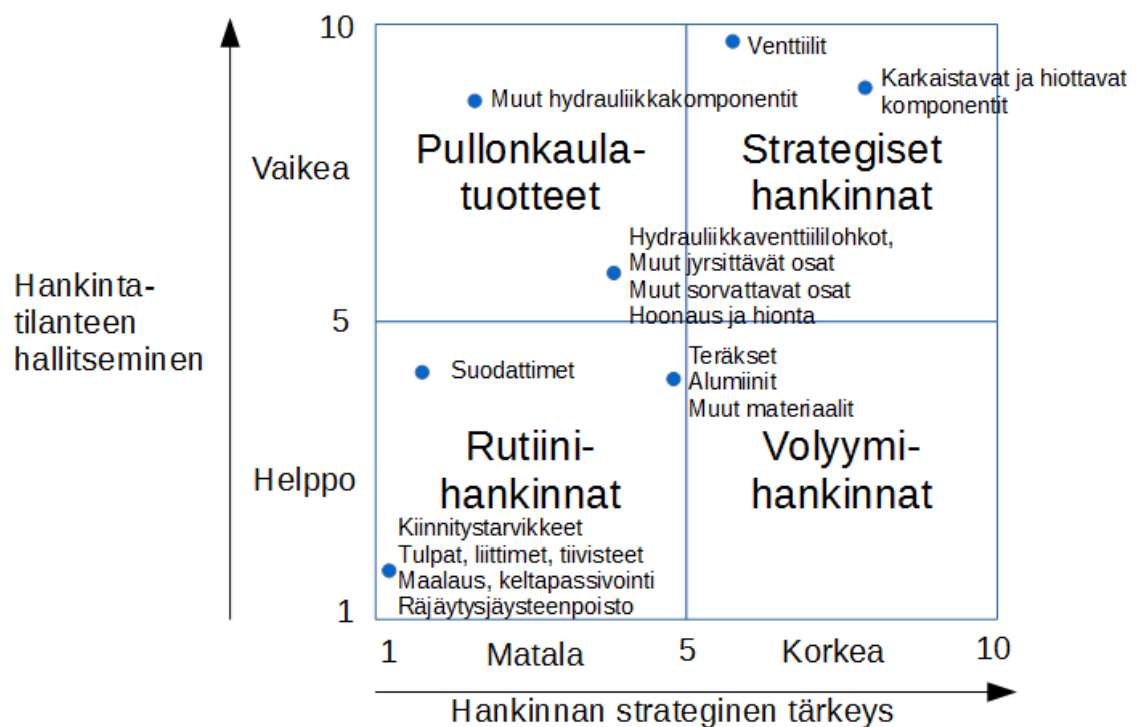 10
Venttiilit
Karkaistavat ja hiottavat
komponentit
Muut hydrauliikkakomponentit
Pullonkaula-
tuotteet
Strategiset
hankinnat
Vaikea
Hydrauliikkaventtiililohkot,
Muut jyrsittävät osat
Muut sorvattavat osat
Hoonaus ja hionta
Hankinta-
tilanteen
hallitseminen
5
Suodattimet
Teräkset
Alumiinit
Muut materiaalit
Rutiini-
hankinnat
Volyymi-
hankinnat
Helppo
Kiinnitystarvikkeet
Tulpat, liittimet, tiivisteet
Maalaus, keltapassivointi
Räjäytysjäysteenpoisto
1
1
Matala
5
Korkea
10
Hankinnan strateginen tärkeys